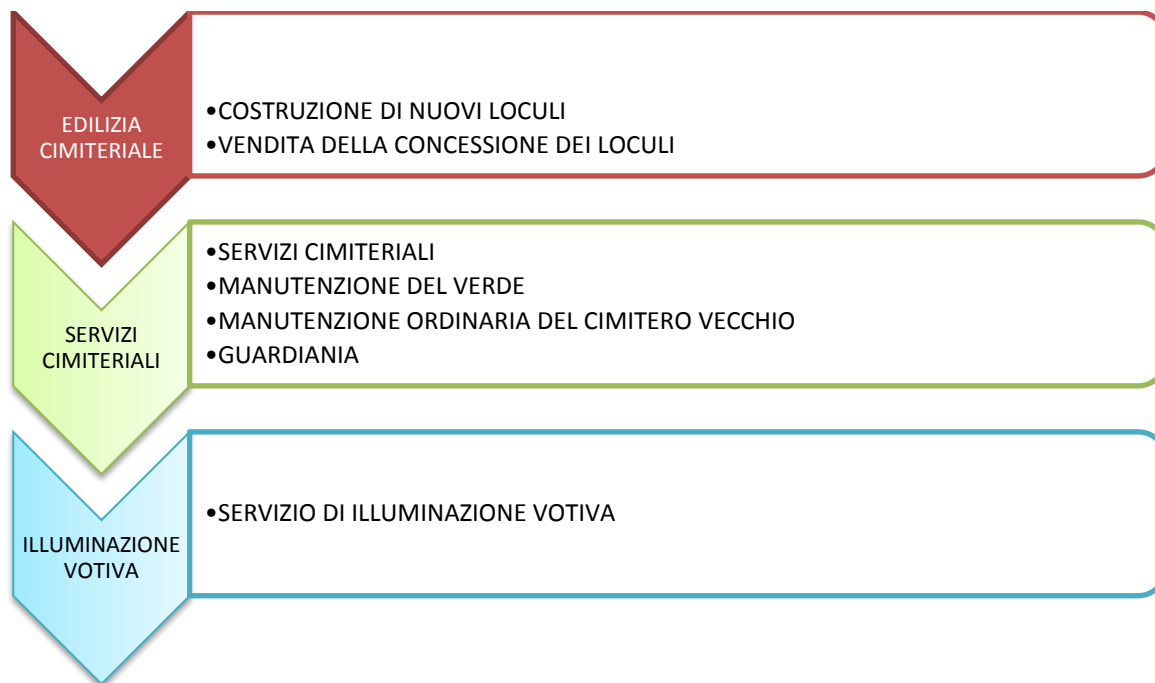 EDILIZIA
CIMITERIALE
•COSTRUZIONE DI NUOVI LOCULI
•VENDITA DELLA CONCESSIONE DEI LOCULI
SERVIZI
CIMITERIALI
•SERVIZI CIMITERIALI
•MANUTENZIONE DEL VERDE
•MANUTENZIONE ORDINARIA DEL CIMITERO VECCHIO
•GUARDIANIA
ILLUMINAZIONE
VOTIVA
•SERVIZIO DI ILLUMINAZIONE VOTIVA